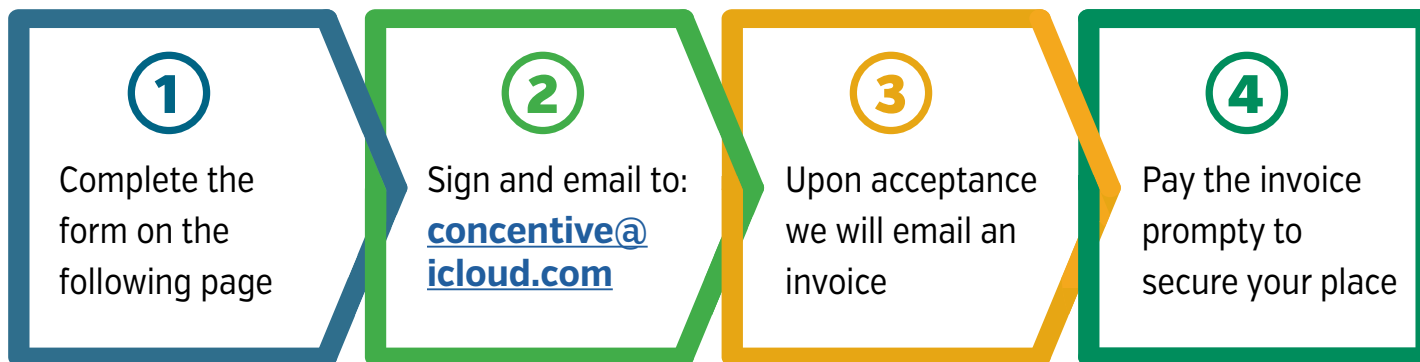 1
Complete the
form on the
following page
2
Sign and email to:
concentive@
icloud.com
3
Upon acceptance
we will email an
invoice
4
Pay the invoice
prompty to
secure your place